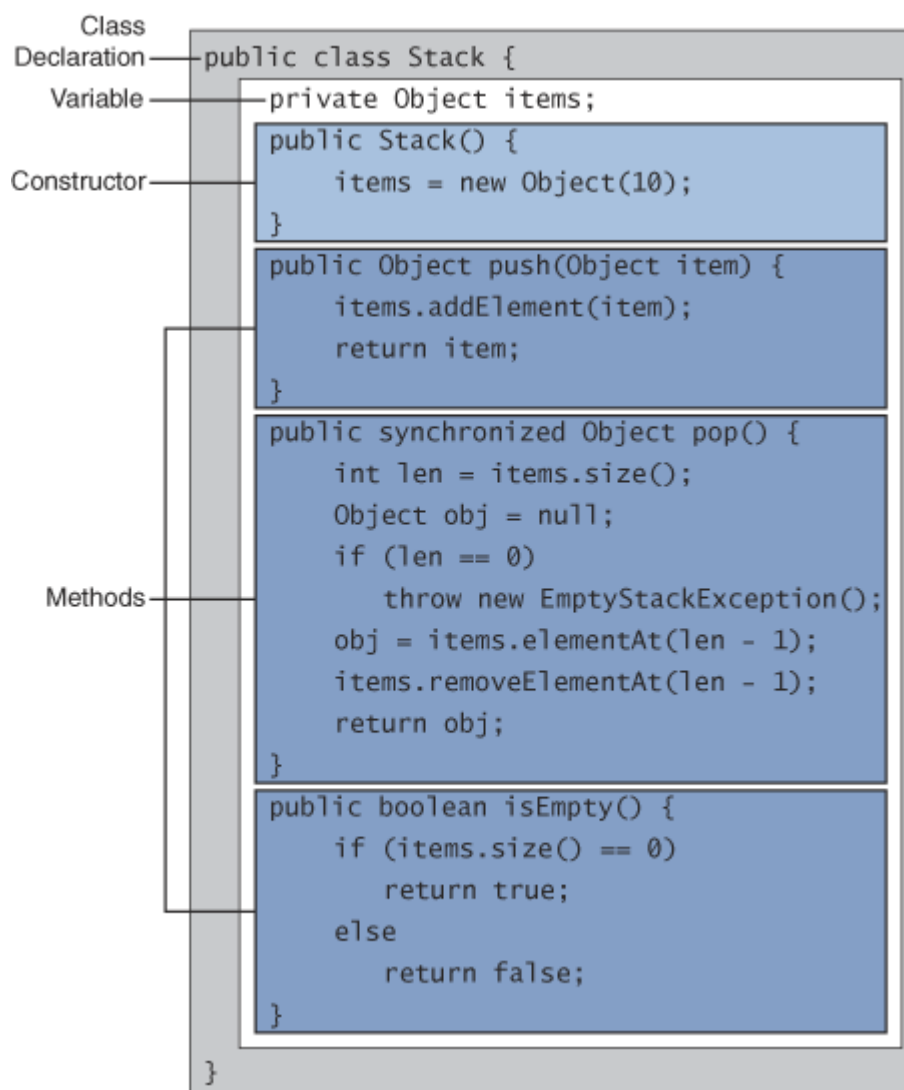 Class
Declaration
public class Stack {
Variable
private Object items;
Constructor
public Stack() {
items = new Object(10);
}
Methods
public Object push(Object item) {
items.addElement(item);
return item;
}
public synchronized Object pop() {
int len = items.size();
Object obj = null;
if (len == 0)
throw new EmptyStackException();
obj = items.elementAt(len - 1);
items.removeElementAt(len - 1);
return obj;
}
public boolean isEmpty() {
if (items.size() == 0)
return true;
else
return false;
}
}